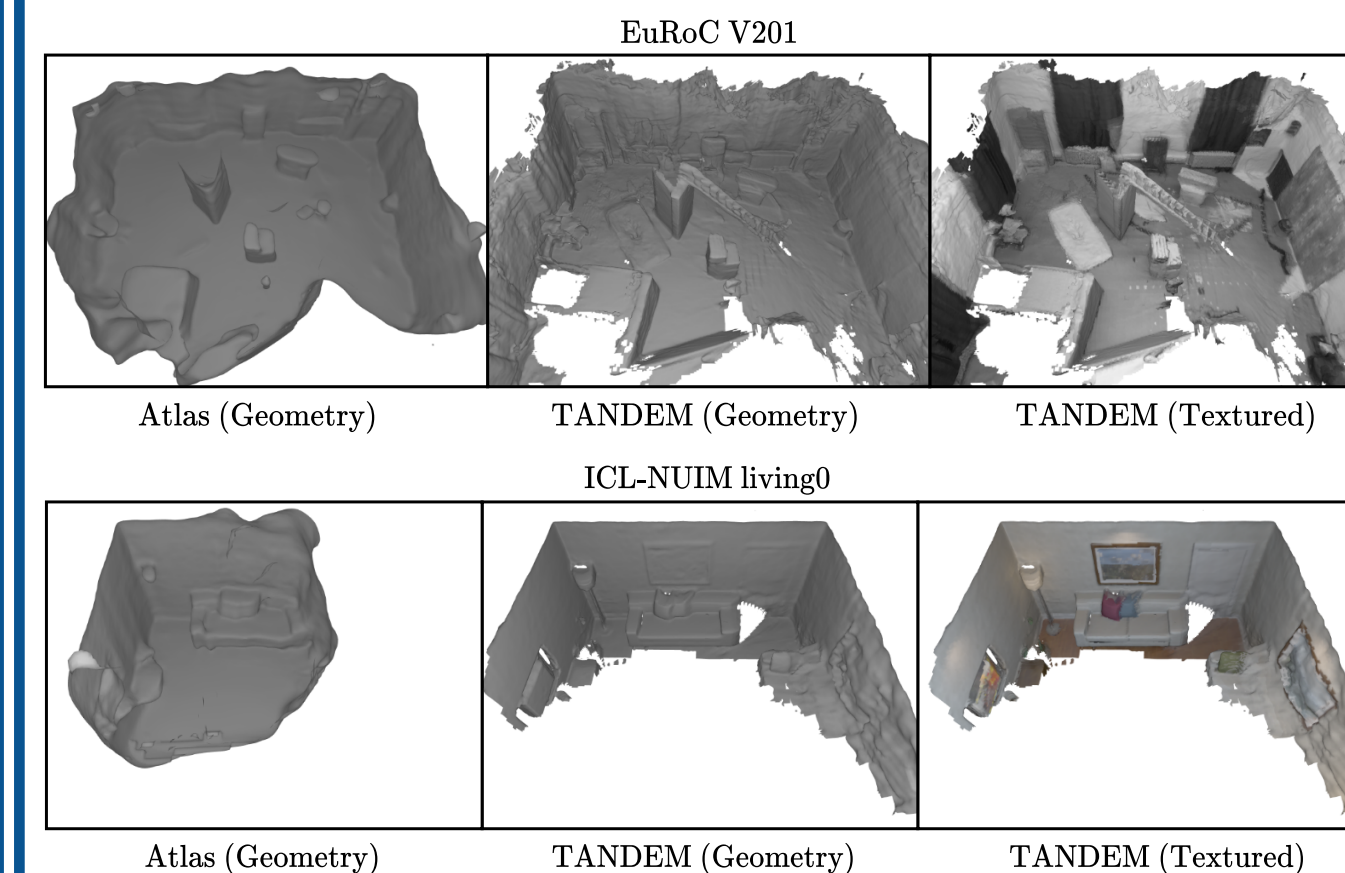 EuRoC V201
Atlas (Geometry)
TANDEM (Geometry)
TANDEM (Textured)
ICL-NUIM living0
Atlas (Geometry)
TANDEM (Geometry)
TANDEM (Textured)